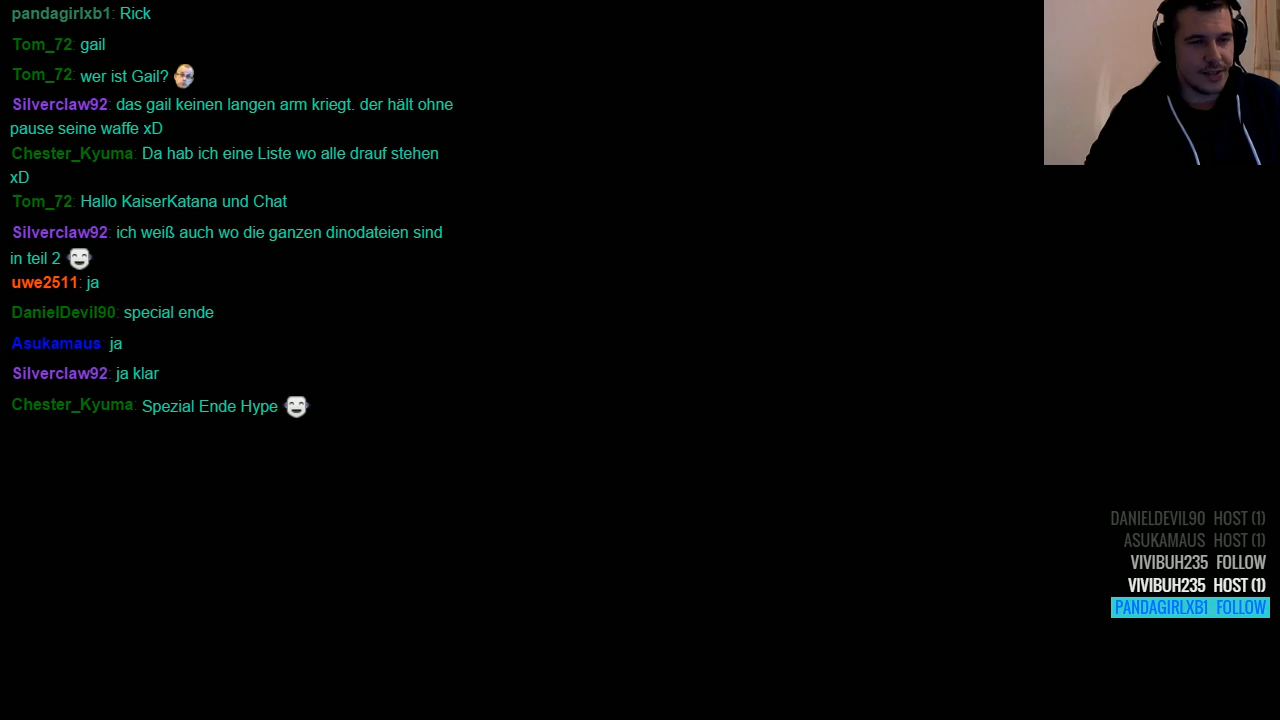 pandagirlxb1: Rick
Tom_72: gail
Tom_72: wer ist Gail?
Silverclaw92: das gail keinen langen arm kriegt. der hält ohne
pause seine waffe xD
Chester_Kyuma: Da hab ich eine Liste wo alle drauf stehen
xD
Tom_72: Hallo KaiserKatana und Chat
Silverclaw92: ich weiß auch wo die ganzen dinodateien sind
in teil 2
uwe2511: ja
DanielDevil90: special ende
Asukamaus: ja
Silverclaw92: ja klar
Chester_Kyuma: Spezial Ende Hype
DANIELDEVIL90 HOST (1)
ASUKAMAUS HOST (1)
VIVIBUH235 FOLLOW
VIVIBUH235 HOST (1)
PANDAGIRLXB1 FOLLOW